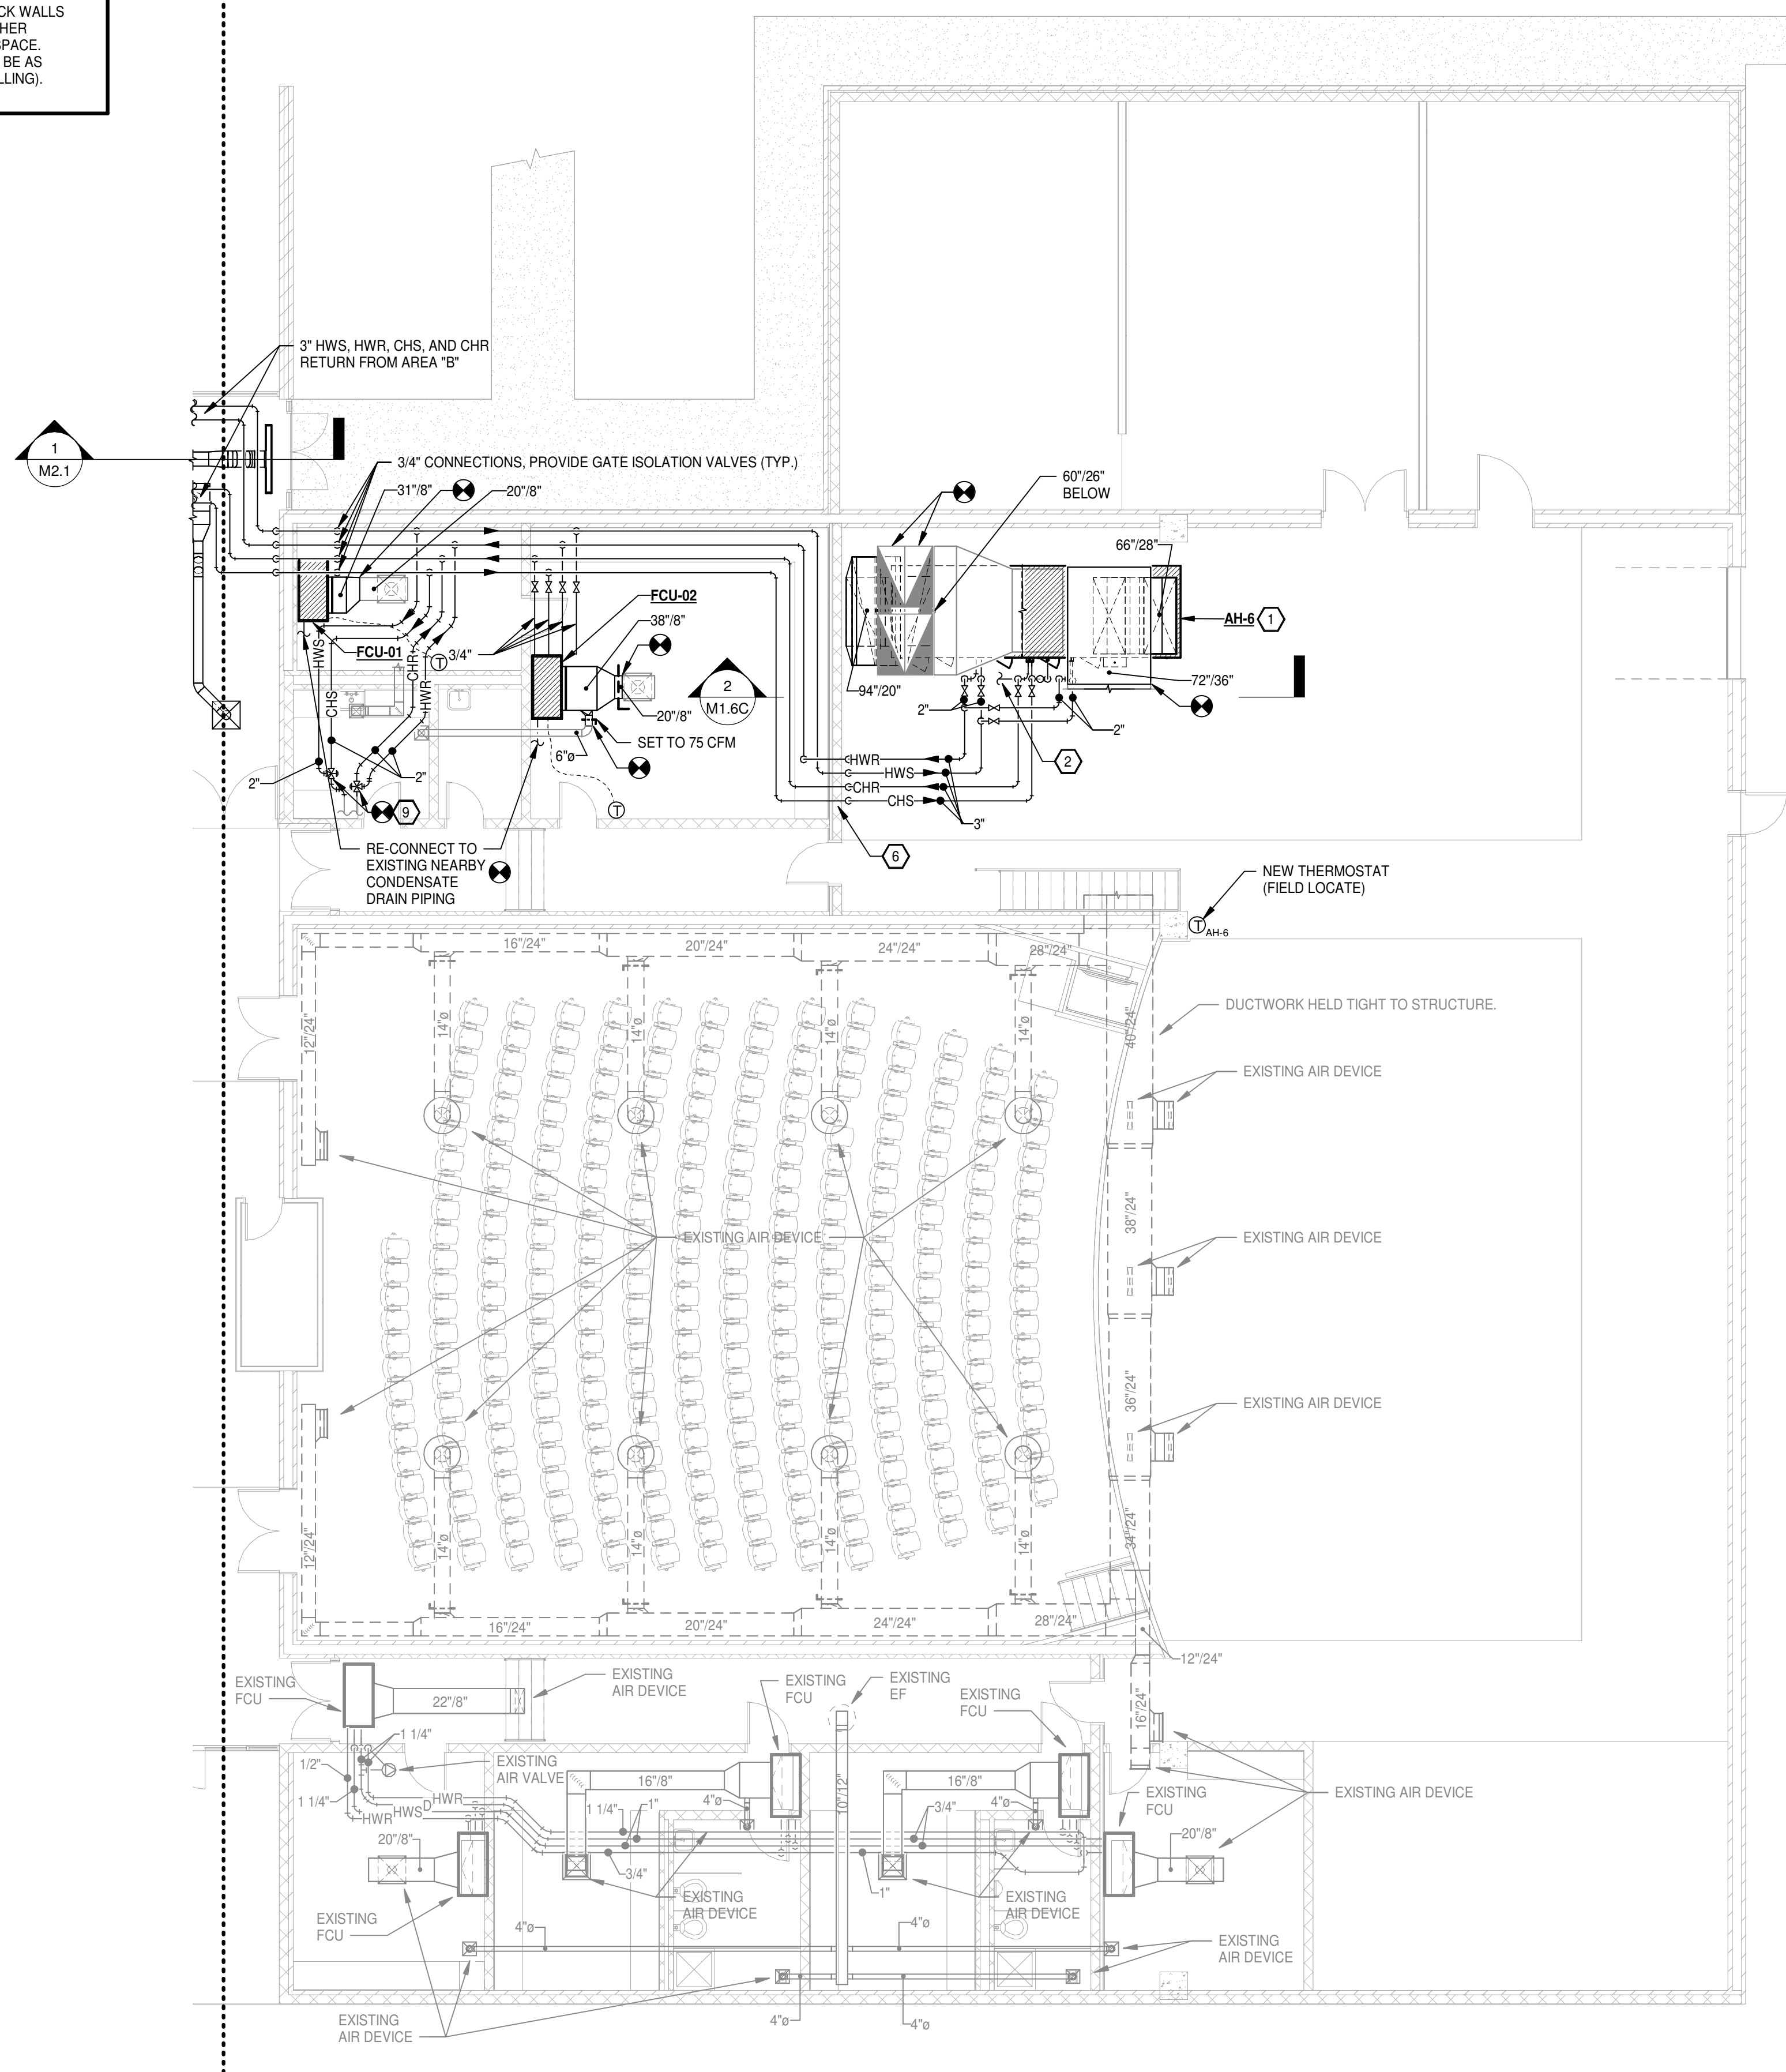 CK WALLS
HER
SPACE.
BE AS
LLING).
3" HWS, HWR, CHS, AND CHR
RETURN FROM AREA "B"
1
M2.1
3/4" CONNECTIONS, PROVIDE GATE ISOLATION VALVES (TYP.)
31"/8"
20"/8"
60"/26"
BELOW
66"/28"
FCU-02
38"/8"
AH-6
1
HWS
FCU-01
T
3/4"
CHR
HWR
CHS
2
M1.6C
20"/8"
94"/20"
72"/36"
2"
2"
SET TO 75 CFM
6"ø
2"
2"
9
T
HWR
HWS
CHR
CHS
2
3"
6
RE-CONNECT TO
EXISTING NEARBY
CONDENSATE
DRAIN PIPING
NEW THERMOSTAT
(FIELD LOCATE)
T
AH-6
16"/24"
20"/24"
24"/24"
28"/24"
12"/24"
14"ø
14"ø
14"ø
14"ø
40"/24"
DUCTWORK HELD TIGHT TO STRUCTURE.
EXISTING AIR DEVICE
38"/24"
EXISTING AIR DEVICE
EXISTING AIR DEVICE
36"/24"
EXISTING AIR DEVICE
12"/24"
14"ø
14"ø
14"ø
14"ø
34"/24"
16"/24"
20"/24"
24"/24"
28"/24"
12"/24"
EXISTING
FCU
22"/8"
EXISTING
AIR DEVICE
EXISTING
FCU
EXISTING
EF
EXISTING
FCU
16"/24"
1 1/4"
1/2"
1 1/4"
EXISTING
AIR VALVE
HWR
HWS
D
HWR
16"/8"
1 1/4"
1"
4"ø
10"/12"
16"/8"
3/4"
4"ø
EXISTING
FCU
EXISTING AIR DEVICE
20"/8"
20"/8"
3/4"
1"
EXISTING
AIR DEVICE
EXISTING
AIR DEVICE
EXISTING
FCU
4"ø
4"ø
EXISTING
AIR DEVICE
EXISTING
AIR DEVICE
4"ø
4"ø